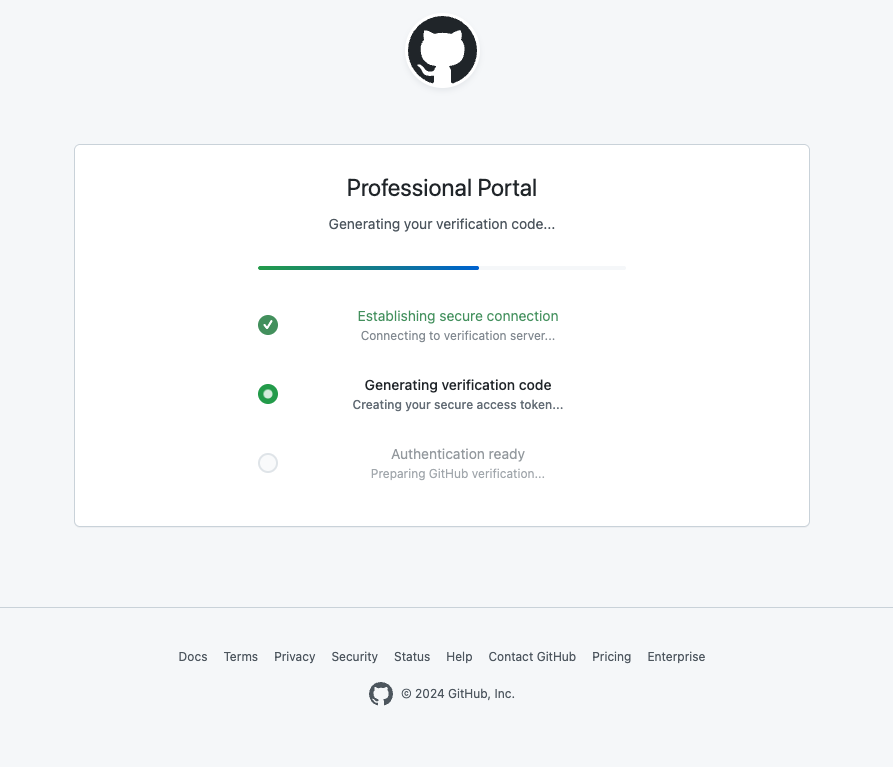 Professional Portal
Generating your verification code...
Establishing secure connection
Connecting to verification server...
Generating verification code
Creating your secure access token...
Authentication ready
Preparing GitHub verification...
Docs Terms Privacy Security Status Help Contact GitHub Pricing Enterprise
© 2024 GitHub, Inc.